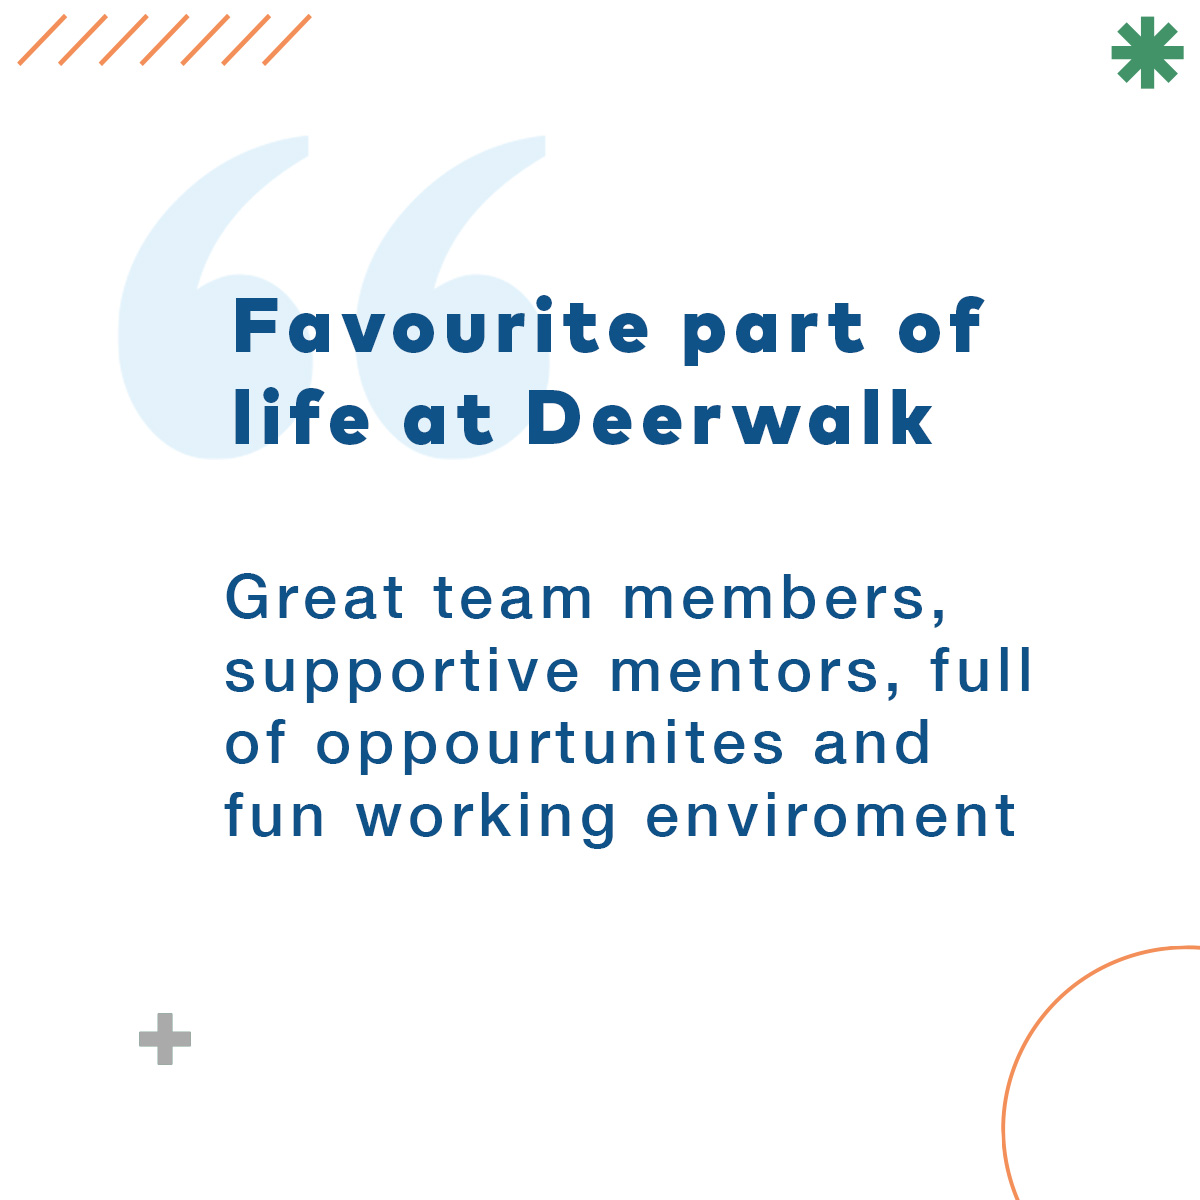 Favourite part of
life at Deerwalk
Great team members,
supportive mentors, full
of oppourtunites and
fun working enviroment